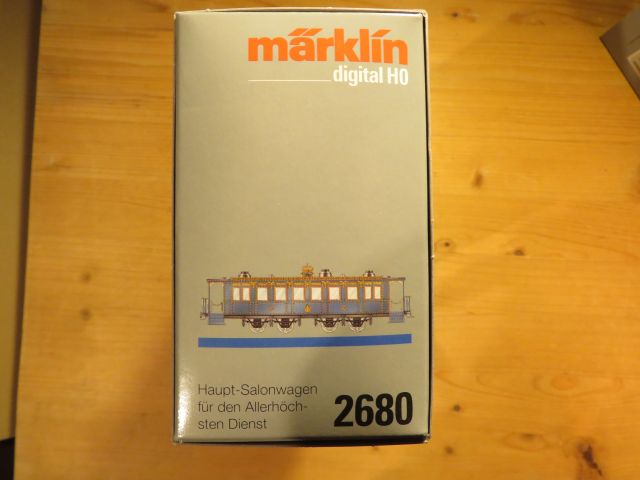 märklin
digital H0
Haupt-Salonwagen
für den Allerhöch-
sten Dienst
2680